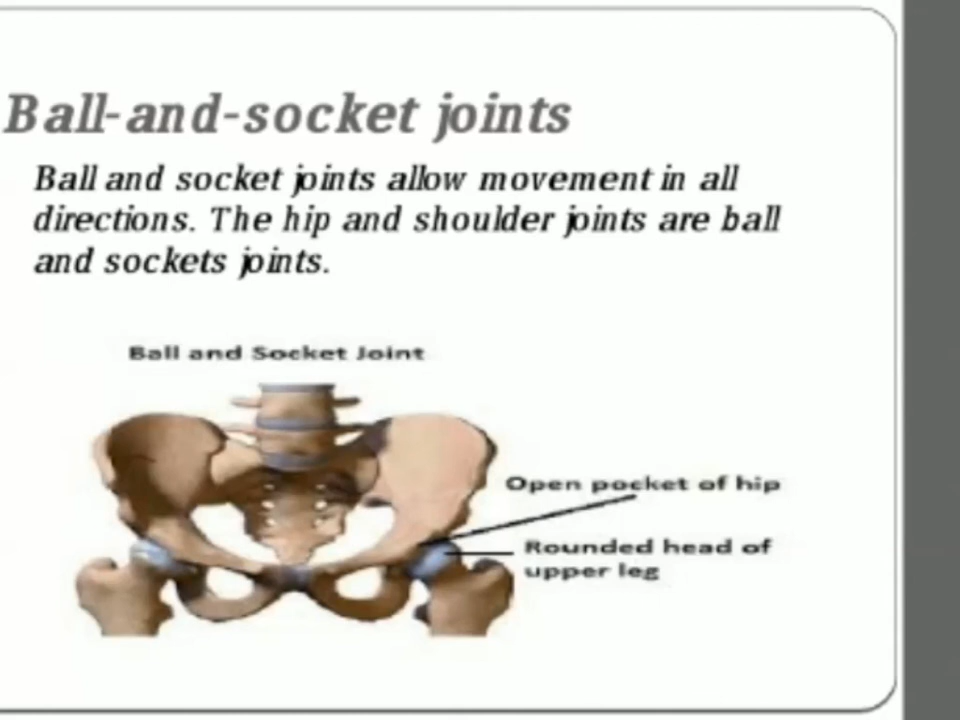 Ball-and-socket joints
Ball and socket joints allow movement in all
directions. The hip and shoulder joints are ball
and sockets joints.
Ball and Socket Joint
Open pocket of hip
Rounded head of
upper leg